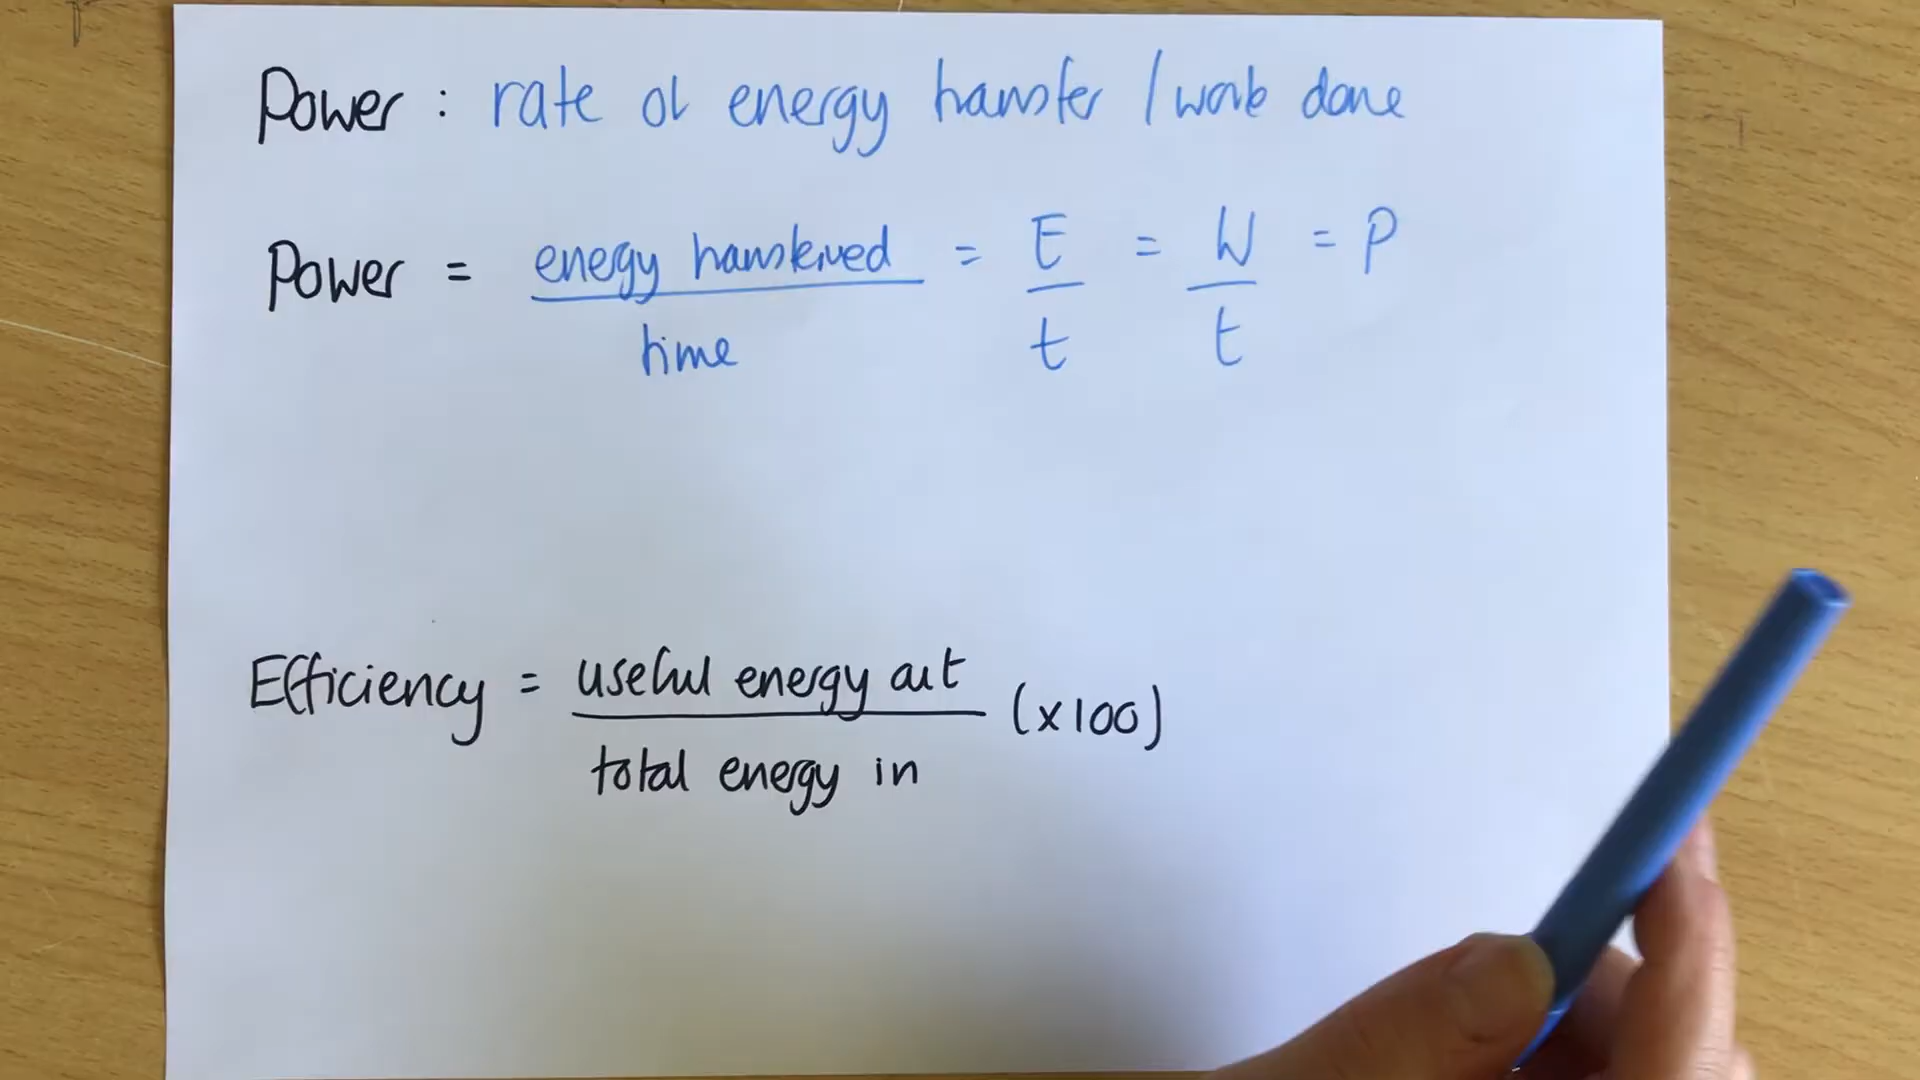 Power : rate of energy transfer / work done
Power = energy transferred / time = E / t = W / t = P
Efficiency = useful energy out / total energy in (x100)